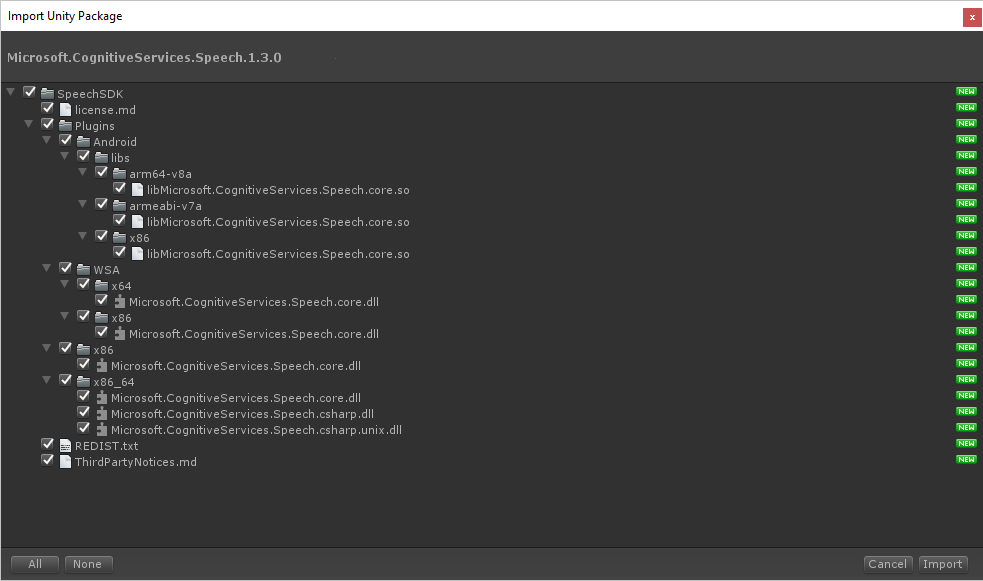 Import Unity Package
x
Microsoft.CognitiveServices.Speech.1.3.0
SpeechSDK NEW
license.md NEW
Plugins NEW
Android NEW
libs NEW
arm64-v8a NEW
libMicrosoft.CognitiveServices.Speech.core.so NEW
armeabi-v7a NEW
libMicrosoft.CognitiveServices.Speech.core.so NEW
x86 NEW
libMicrosoft.CognitiveServices.Speech.core.so NEW
WSA NEW
x64 NEW
Microsoft.CognitiveServices.Speech.core.dll NEW
x86 NEW
Microsoft.CognitiveServices.Speech.core.dll NEW
x86 NEW
Microsoft.CognitiveServices.Speech.core.dll NEW
x86_64 NEW
Microsoft.CognitiveServices.Speech.core.dll NEW
Microsoft.CognitiveServices.Speech.csharp.dll NEW
Microsoft.CognitiveServices.Speech.csharp.unix.dll NEW
REDIST.txt NEW
ThirdPartyNotices.md NEW
All None Cancel Import